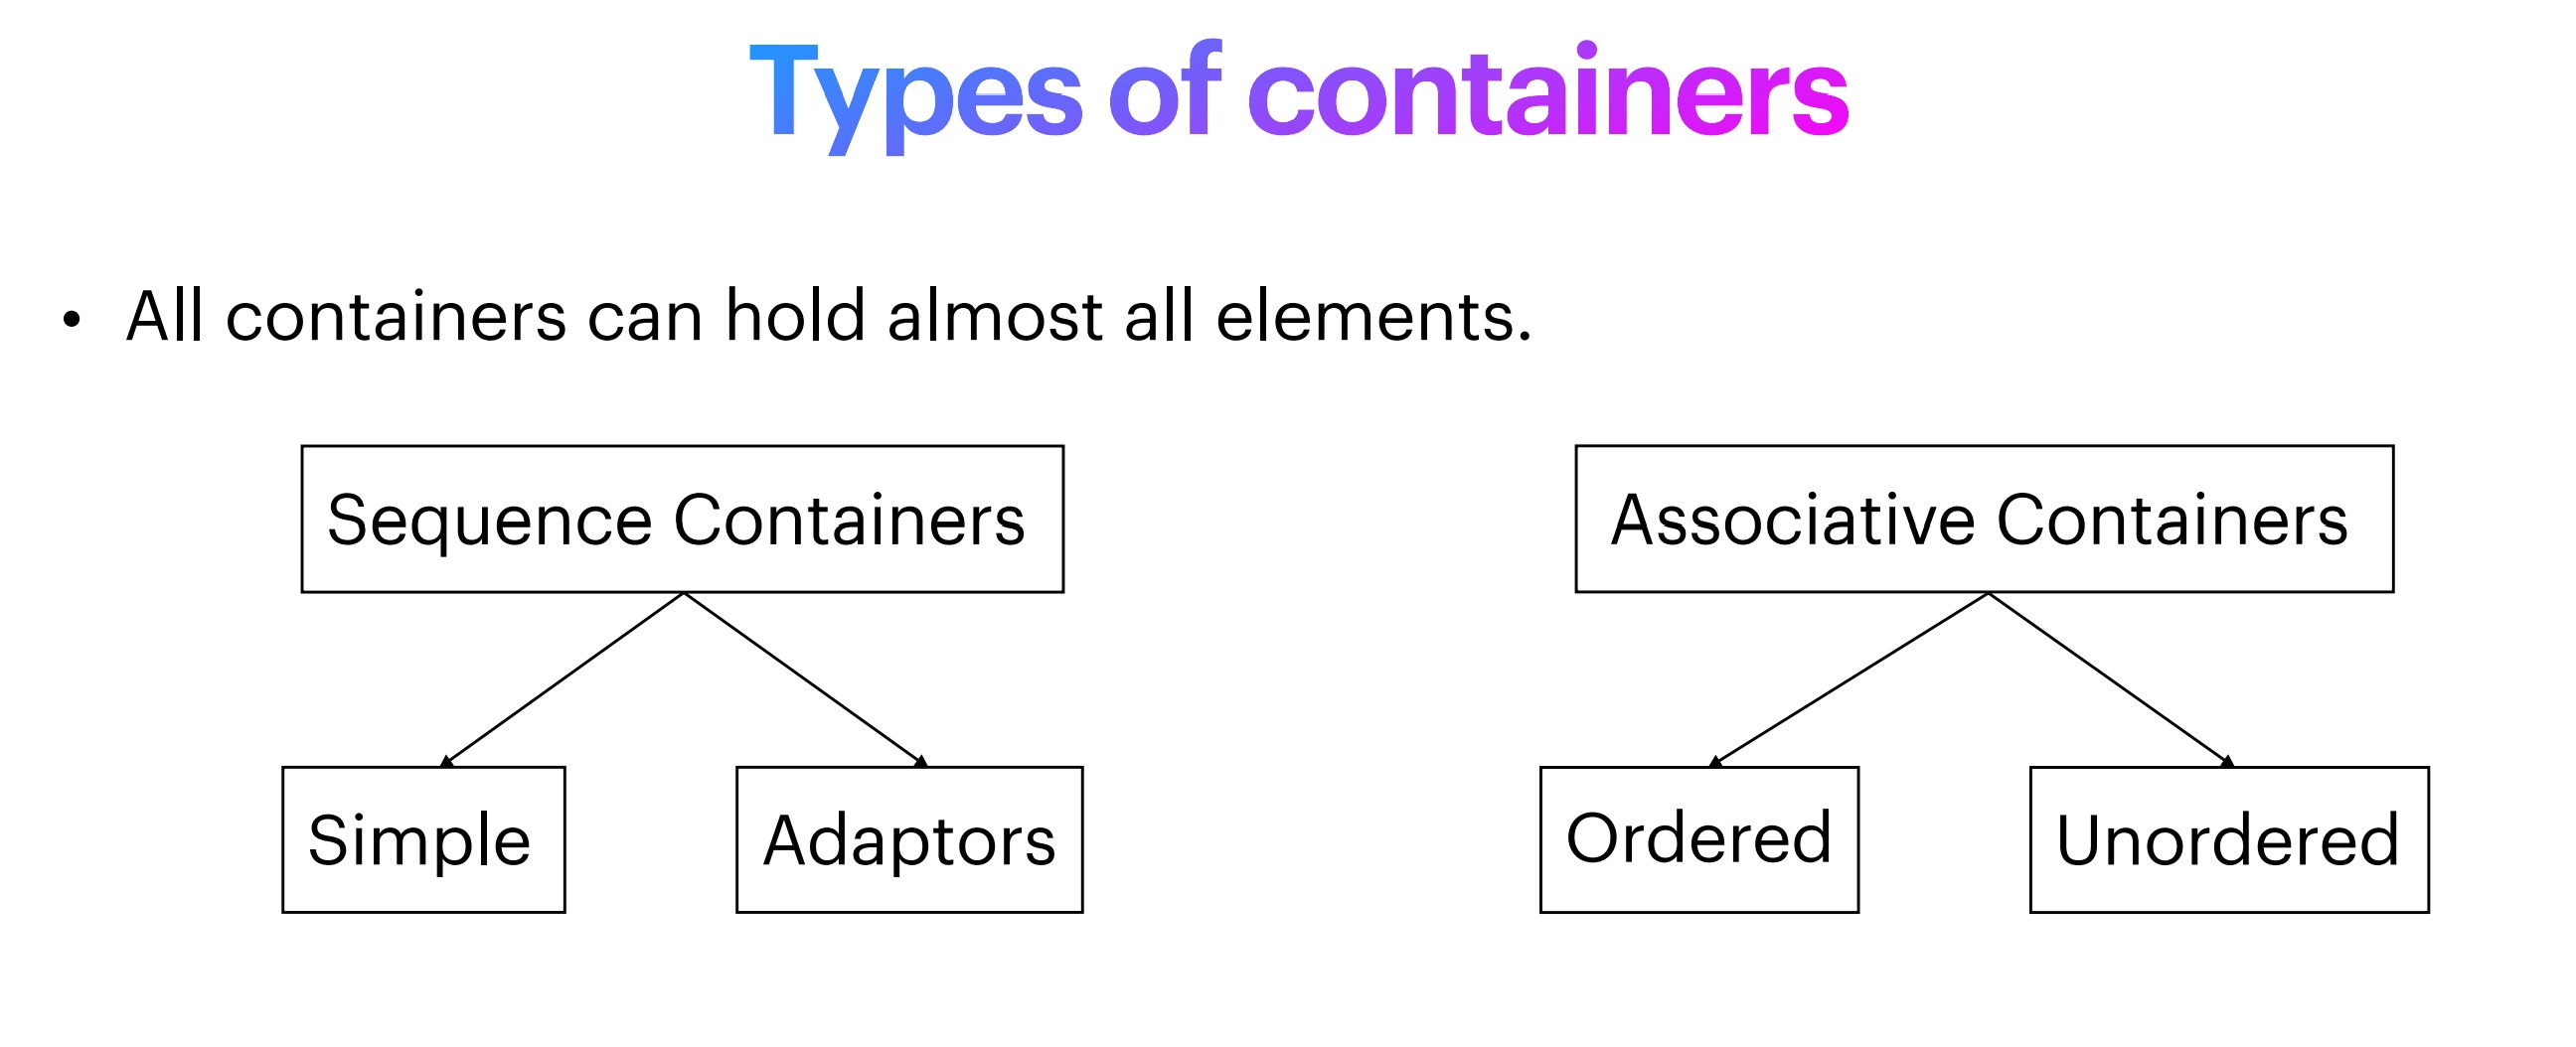 Types of containers
• All containers can hold almost all elements.
Sequence Containers
Associative Containers
Simple
Adaptors
Ordered
Unordered